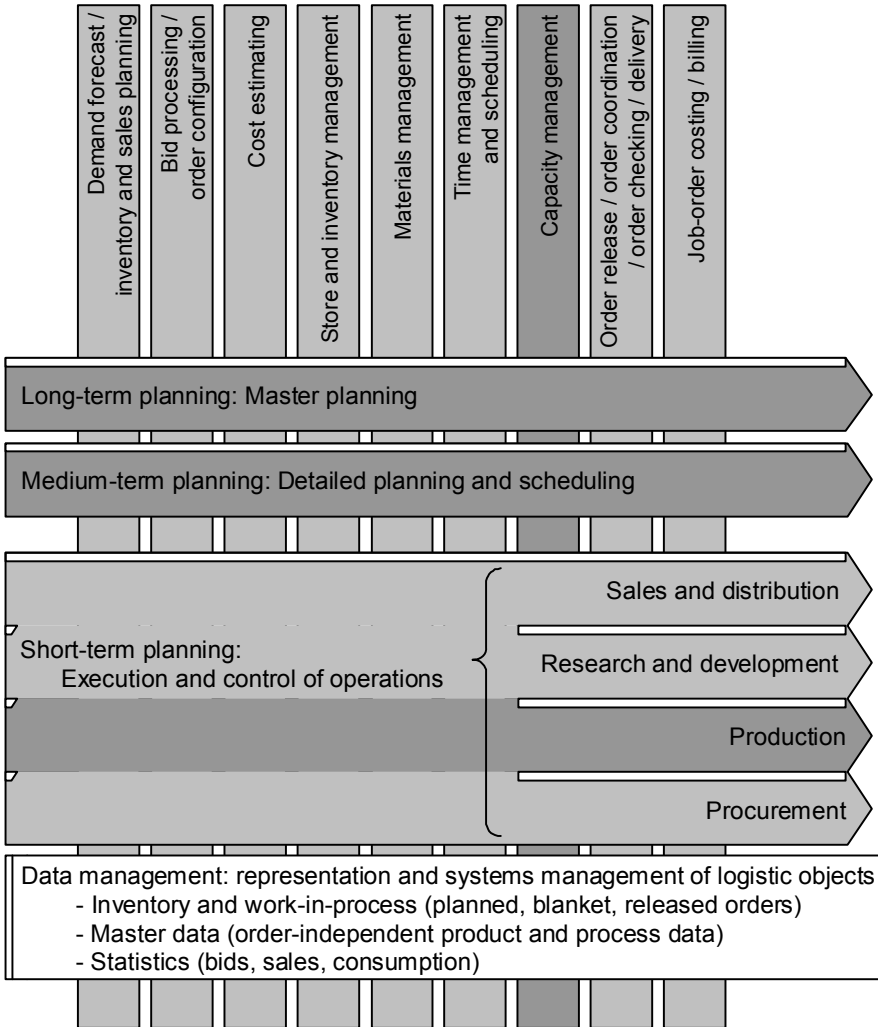 Demand forecast /
inventory and sales planning
Bid processing /
order configuration
Cost estimating
Store and inventory management
Materials management
Time management
and scheduling
Capacity management
Order release / order coordination
/ order checking / delivery
Job-order costing / billing
Long-term planning: Master planning
Medium-term planning: Detailed planning and scheduling
Sales and distribution
Short-term planning:
Execution and control of operations
Research and development
Production
Procurement
Data management: representation and systems management of logistic objects
- Inventory and work-in-process (planned, blanket, released orders)
- Master data (order-independent product and process data)
- Statistics (bids, sales, consumption)